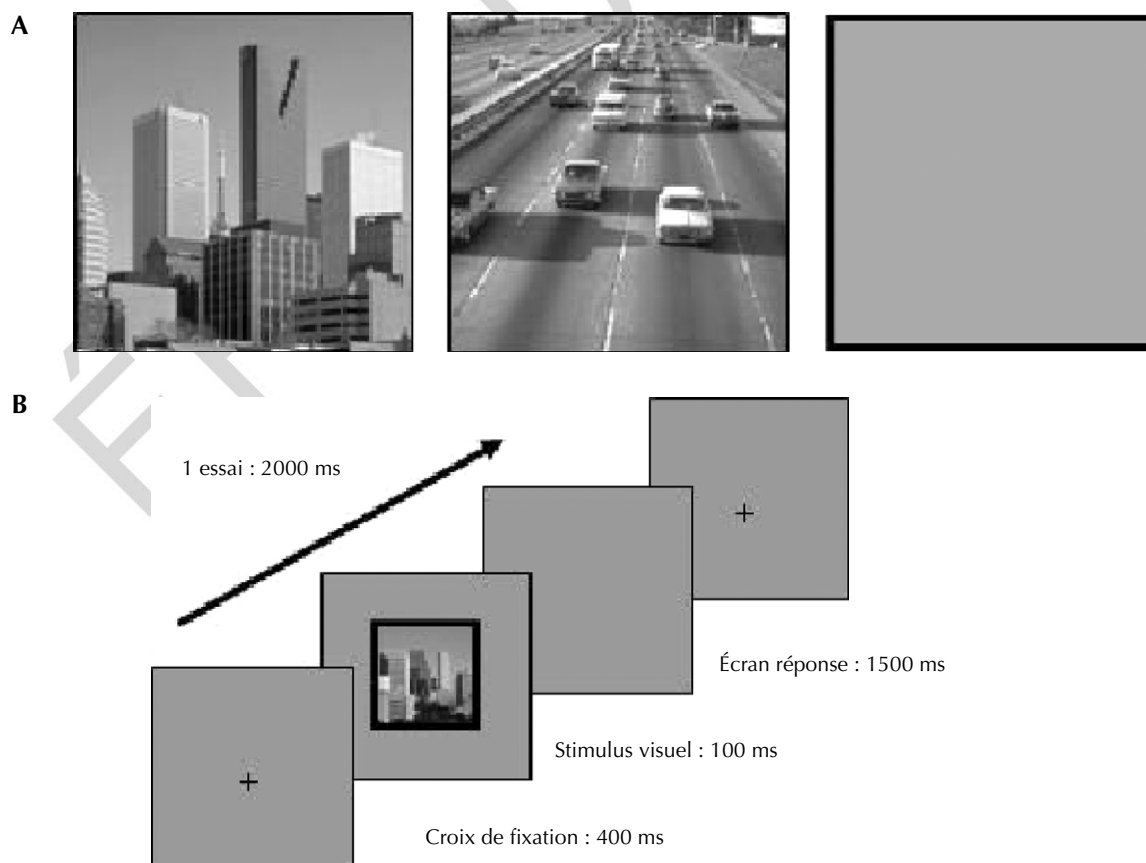 A
B
1 essai : 2000 ms
Écran réponse : 1500 ms
Stimulus visuel : 100 ms
Croix de fixation : 400 ms